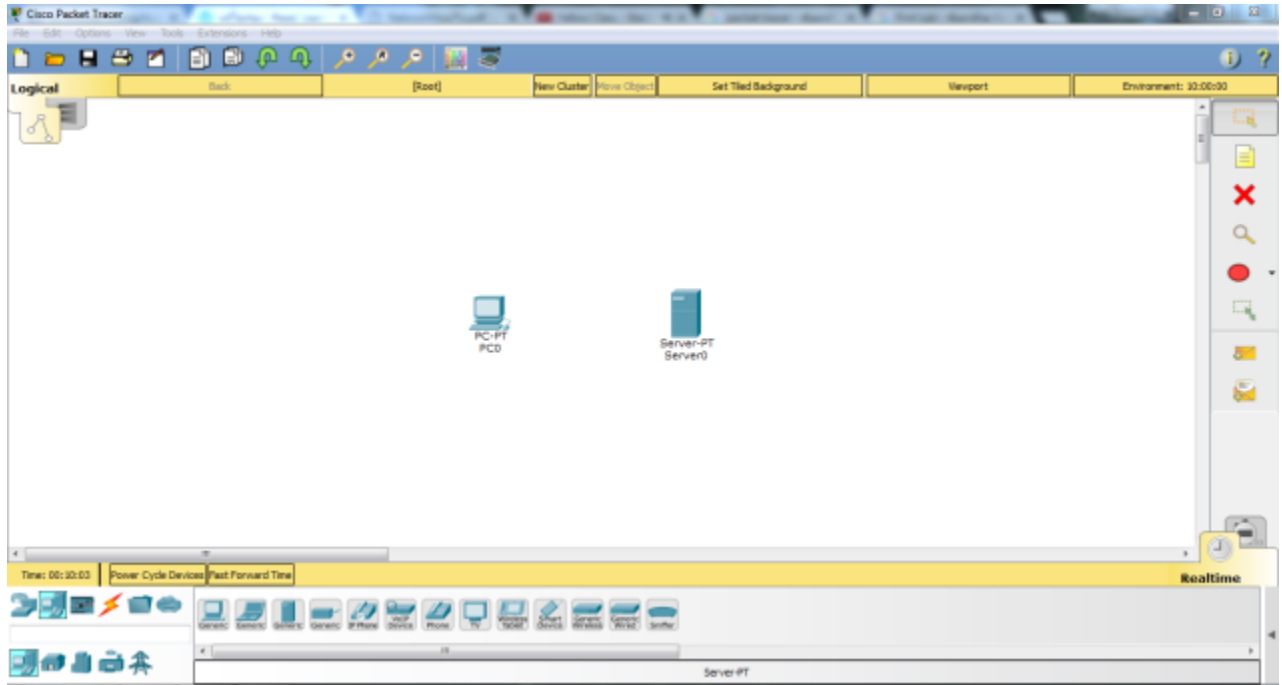 Cisco Packet Tracer
File Edit Options View Tools Extensions Help
Logical Back [Root] New Cluster Move Object Set Tiled Background Viewport Environment: 10:00:00
PC-PT
PC0
Server-PT
Server0
Time: 00:10:03 Power Cycle Devices Fast Forward Time Realtime
Generic Generic Generic Generic IP Phone VoIP Device Phone TV Wireless Tablet Smart Device Generic Wireless Generic Wired Sniffer
Server-PT